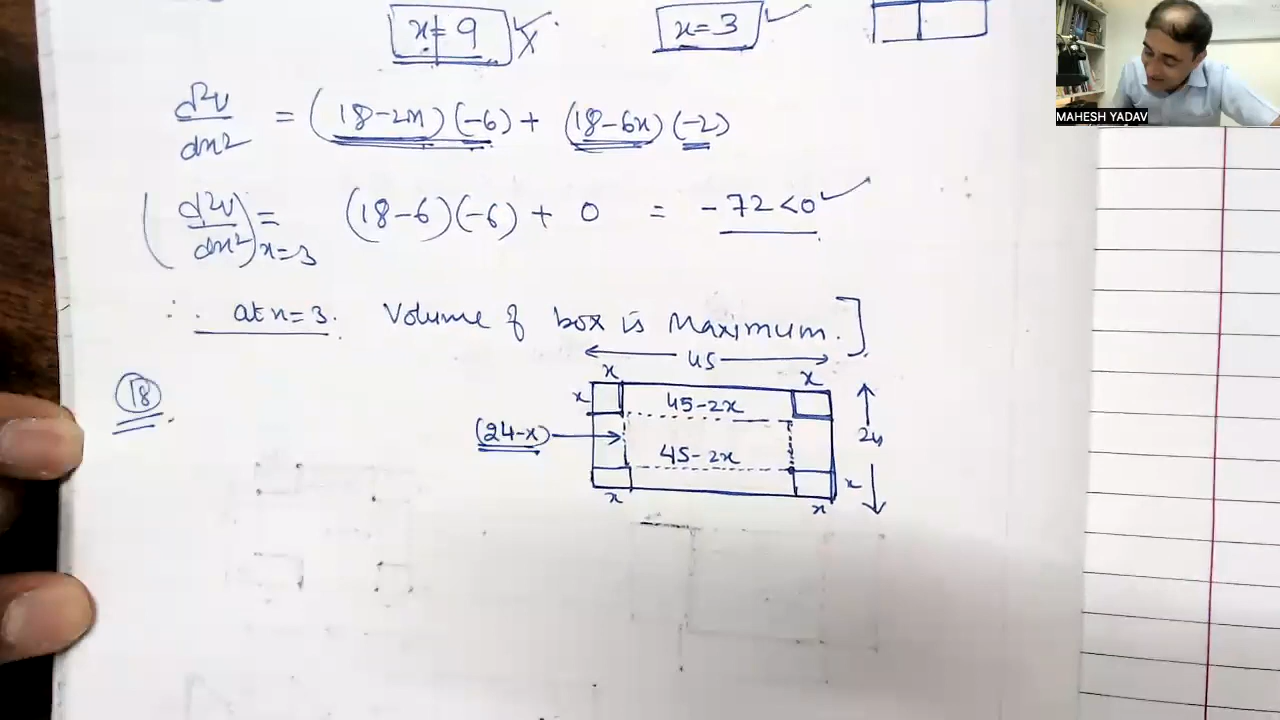 x=9 x=3
MAHESH YADAV
d²v/dx² = (18-2x)(-6) + (18-6x)(-2)
(d²v/dx²)x=3 = (18-6)(-6) + 0 = -72<0
∴ at x=3. Volume of box is Maximum.]
45
x x
18.
x 45-2x
(24-x) 24
45-2x
x
x x